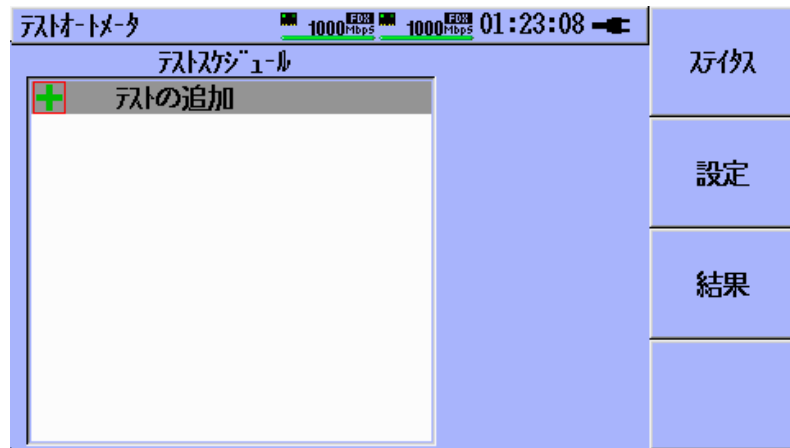 テストオートメータ 1000 FDX Mbps 1000 FDX Mbps 01:23:08
テストスケジュール
テストの追加
ステイタス
設定
結果